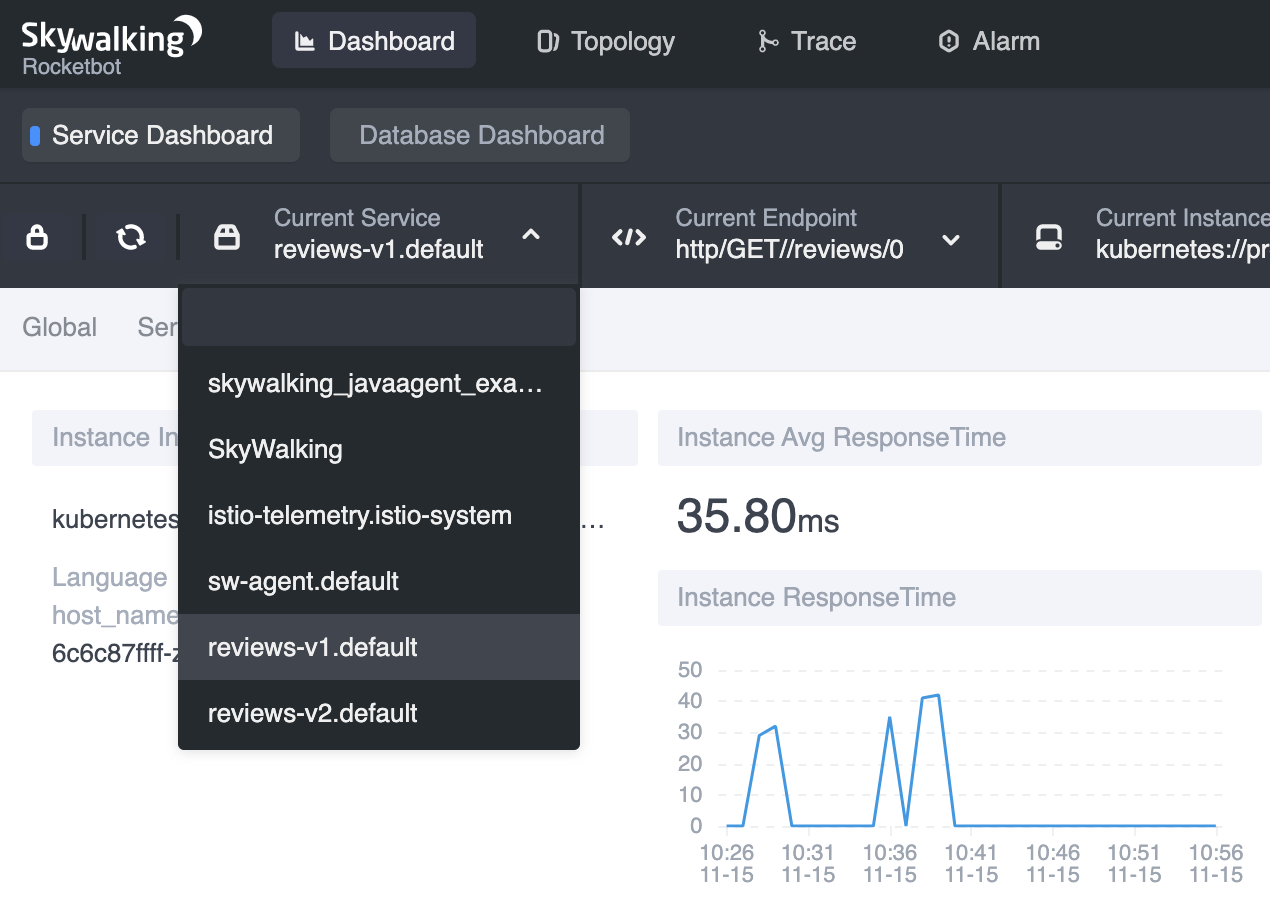 Skywalking
Rocketbot
Dashboard
Topology
Trace
Alarm
Service Dashboard
Database Dashboard
Current Service
reviews-v1.default
Current Endpoint
http/GET//reviews/0
Current Instance
kubernetes://pr
Global
Ser
skywalking_javaagent_exa…
SkyWalking
istio-telemetry.istio-system
sw-agent.default
reviews-v1.default
reviews-v2.default
Instance In
kubernetes
…
Language
host_name
6c6c87ffff-z
Instance Avg ResponseTime
35.80ms
Instance ResponseTime
50
40
30
20
10
0
10:26 10:31 10:36 10:41 10:46 10:51 10:56
11-15 11-15 11-15 11-15 11-15 11-15 11-15